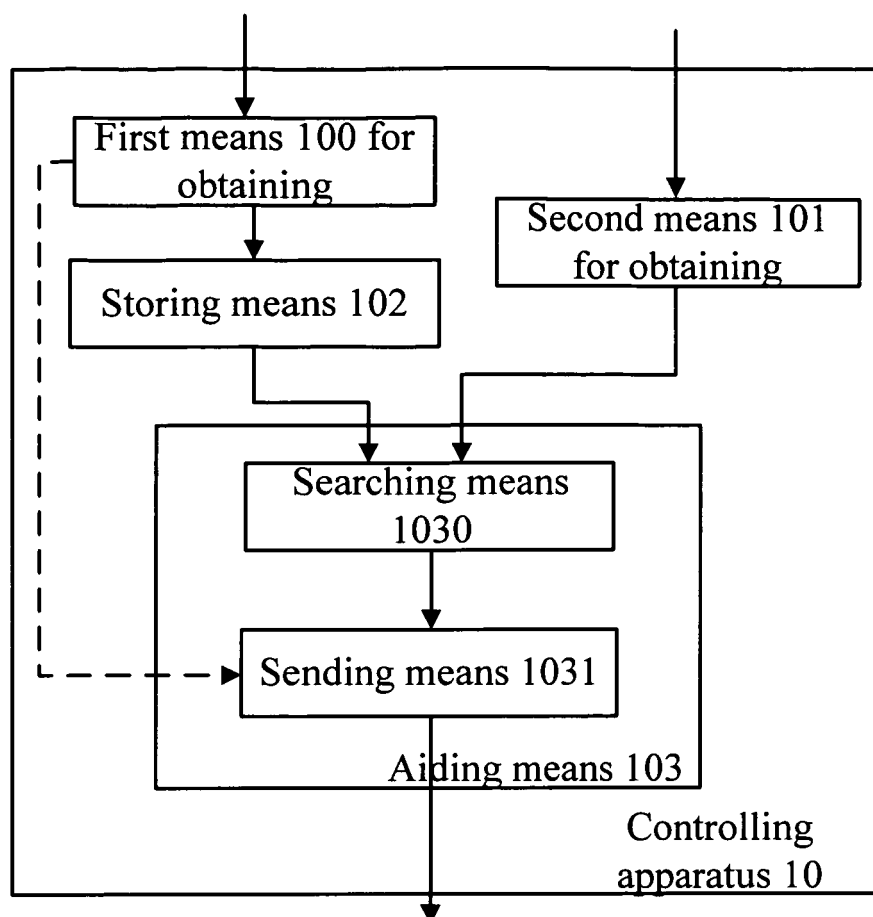 First means 100 for
obtaining
Second means 101
for obtaining
Storing means 102
Searching means
1030
Sending means 1031
Aiding means 103
Controlling
apparatus 10